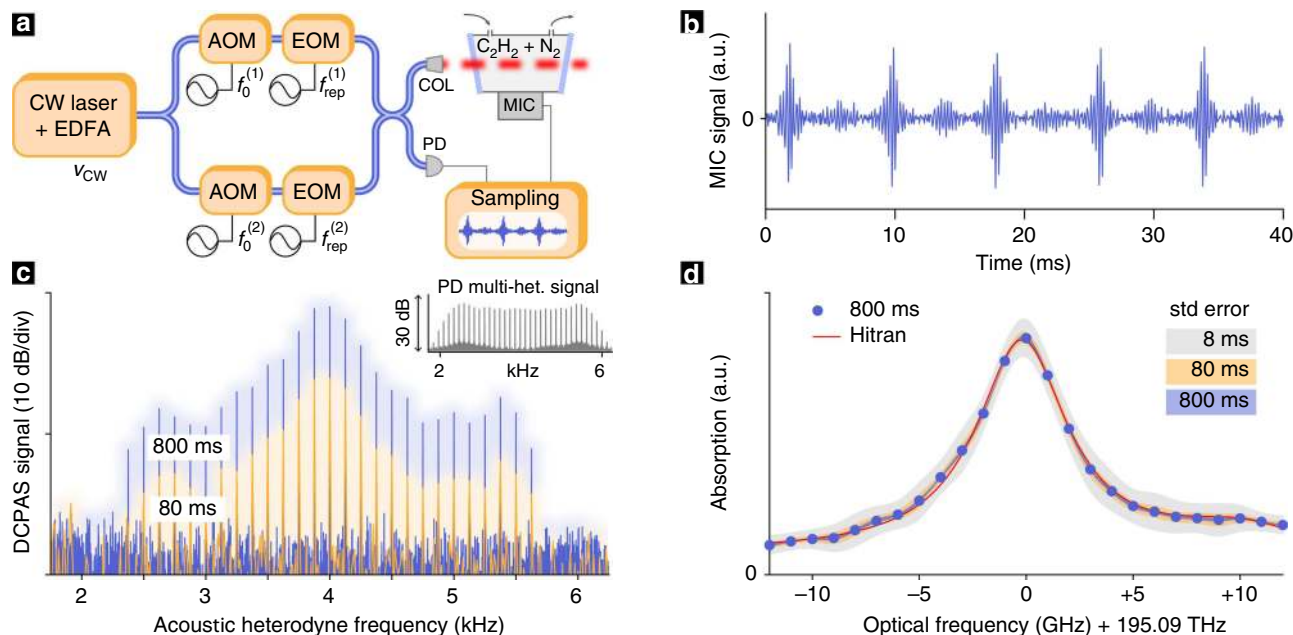 a
AOM
EOM
f₀⁽¹⁾
f_rep⁽¹⁾
CW laser
+ EDFA
ν_CW
AOM
EOM
f₀⁽²⁾
f_rep⁽²⁾
COL
PD
C₂H₂ + N₂
MIC
Sampling
b
MIC signal (a.u.)
0
0
10
20
30
40
Time (ms)
c
DCPAS signal (10 dB/div)
800 ms
80 ms
PD multi-het. signal
30 dB
2
kHz
6
2
3
4
5
6
Acoustic heterodyne frequency (kHz)
d
Absorption (a.u.)
0
800 ms
Hitran
std error
8 ms
80 ms
800 ms
–10
–5
0
+5
+10
Optical frequency (GHz) + 195.09 THz